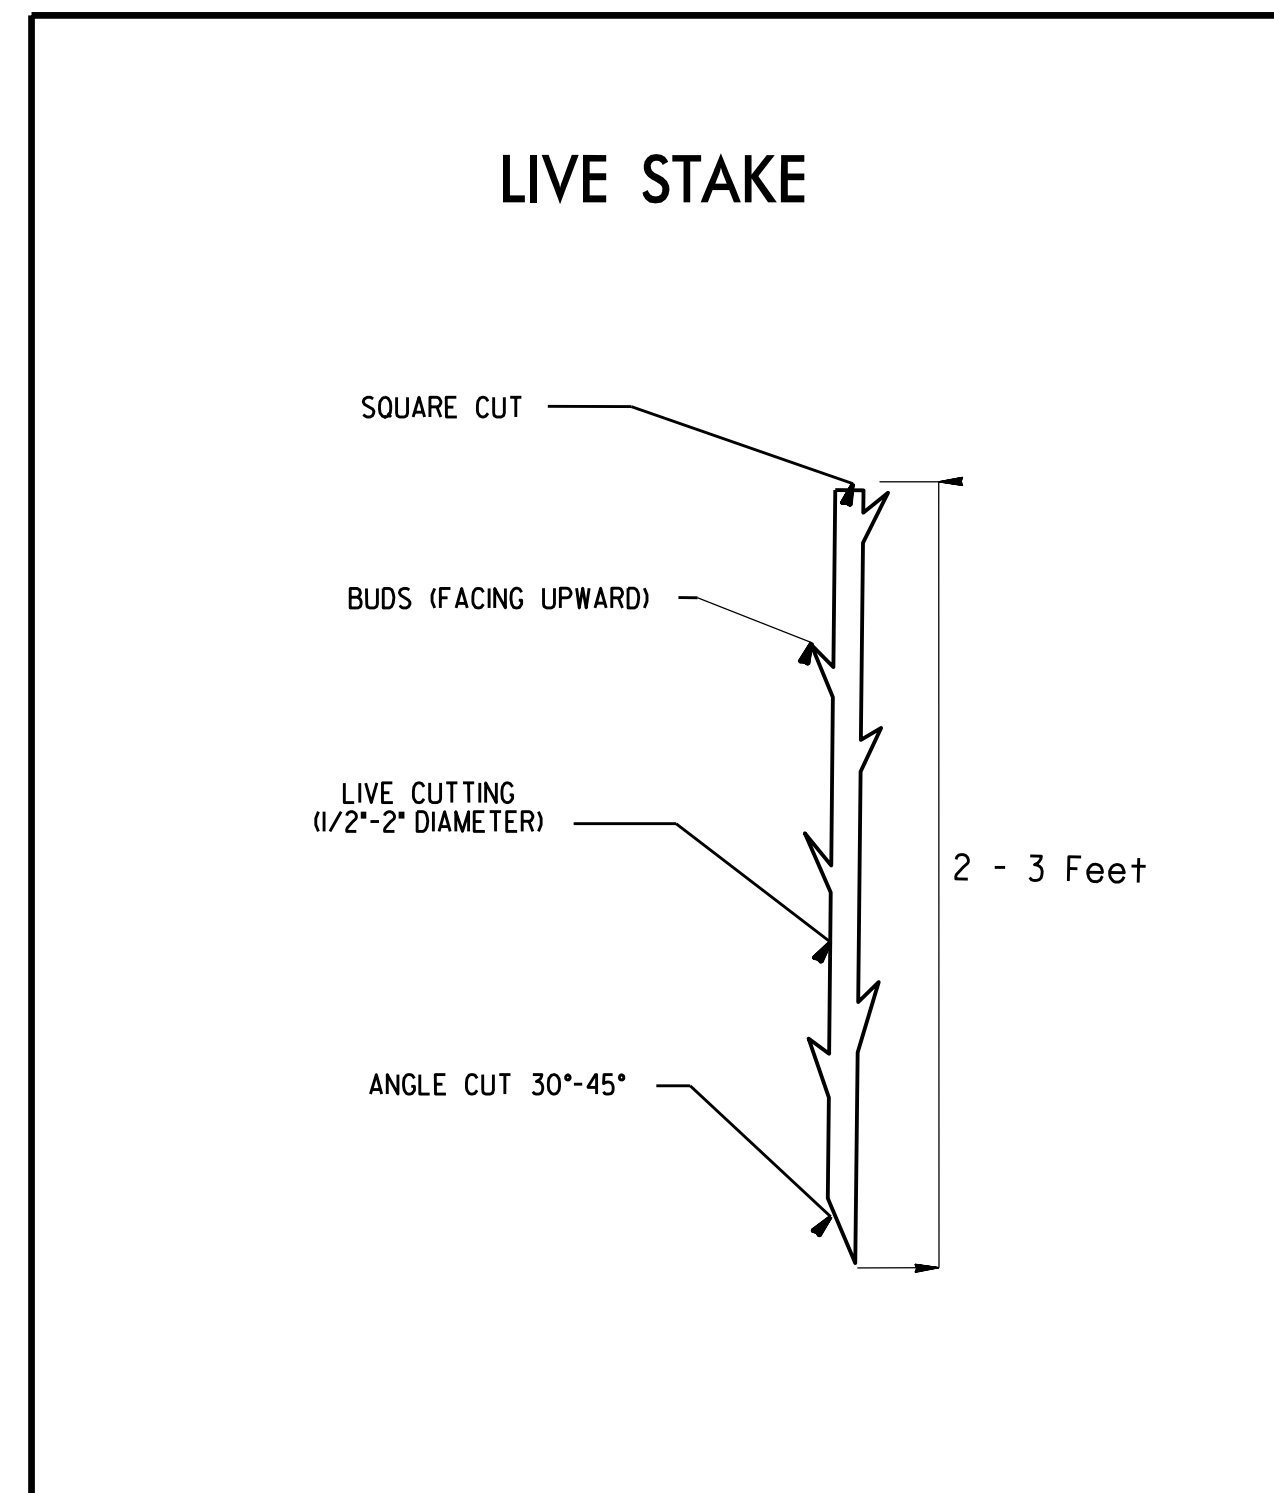 LIVE STAKE
SQUARE CUT
BUDS (FACING UPWARD)
LIVE CUTTING
(1/2"-2" DIAMETER)
2 - 3 Feet
ANGLE CUT 30°-45°